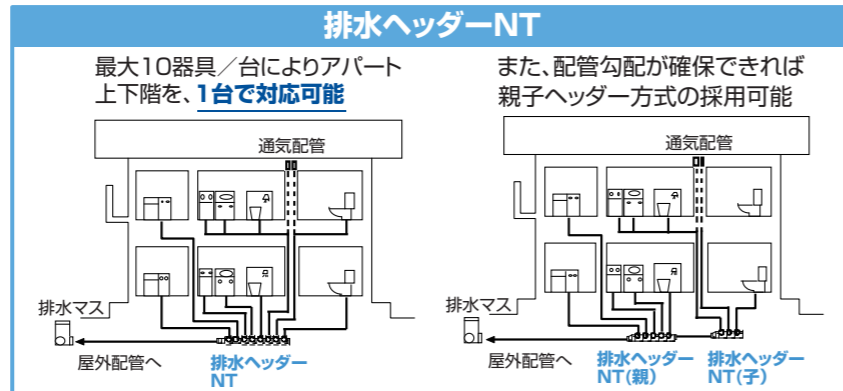 排水ヘッダーNT
最大10器具／台によりアパート
上下階を、1台で対応可能
通気配管
排水マス
屋外配管へ
排水ヘッダー
NT
また、配管勾配が確保できれば
親子ヘッダー方式の採用可能
通気配管
排水マス
屋外配管へ
排水ヘッダー
NT(親)
排水ヘッダー
NT(子)